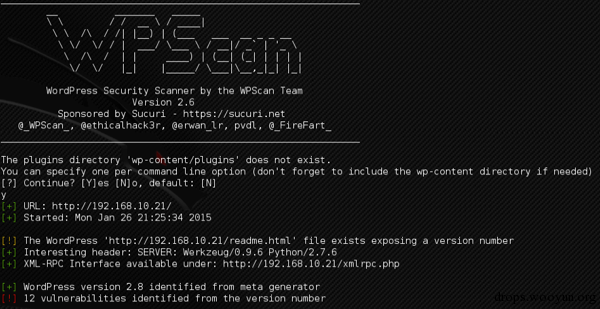 WPScan
WordPress Security Scanner by the WPScan Team
Version 2.6
Sponsored by Sucuri - https://sucuri.net
@_WPScan_, @ethicalhack3r, @erwan_lr, pvdl, @_FireFart_
The plugins directory 'wp-content/plugins' does not exist.
You can specify one per command line option (don't forget to include the wp-content directory if needed)
[?] Continue? [Y]es [N]o, default: [N]
y
[+] URL: http://192.168.10.21/
[+] Started: Mon Jan 26 21:25:34 2015
[!] The WordPress 'http://192.168.10.21/readme.html' file exists exposing a version number
[+] Interesting header: SERVER: Werkzeug/0.9.6 Python/2.7.6
[+] XML-RPC Interface available under: http://192.168.10.21/xmlrpc.php
[+] WordPress version 2.8 identified from meta generator
[!] 12 vulnerabilities identified from the version number
drops.wooyun.org